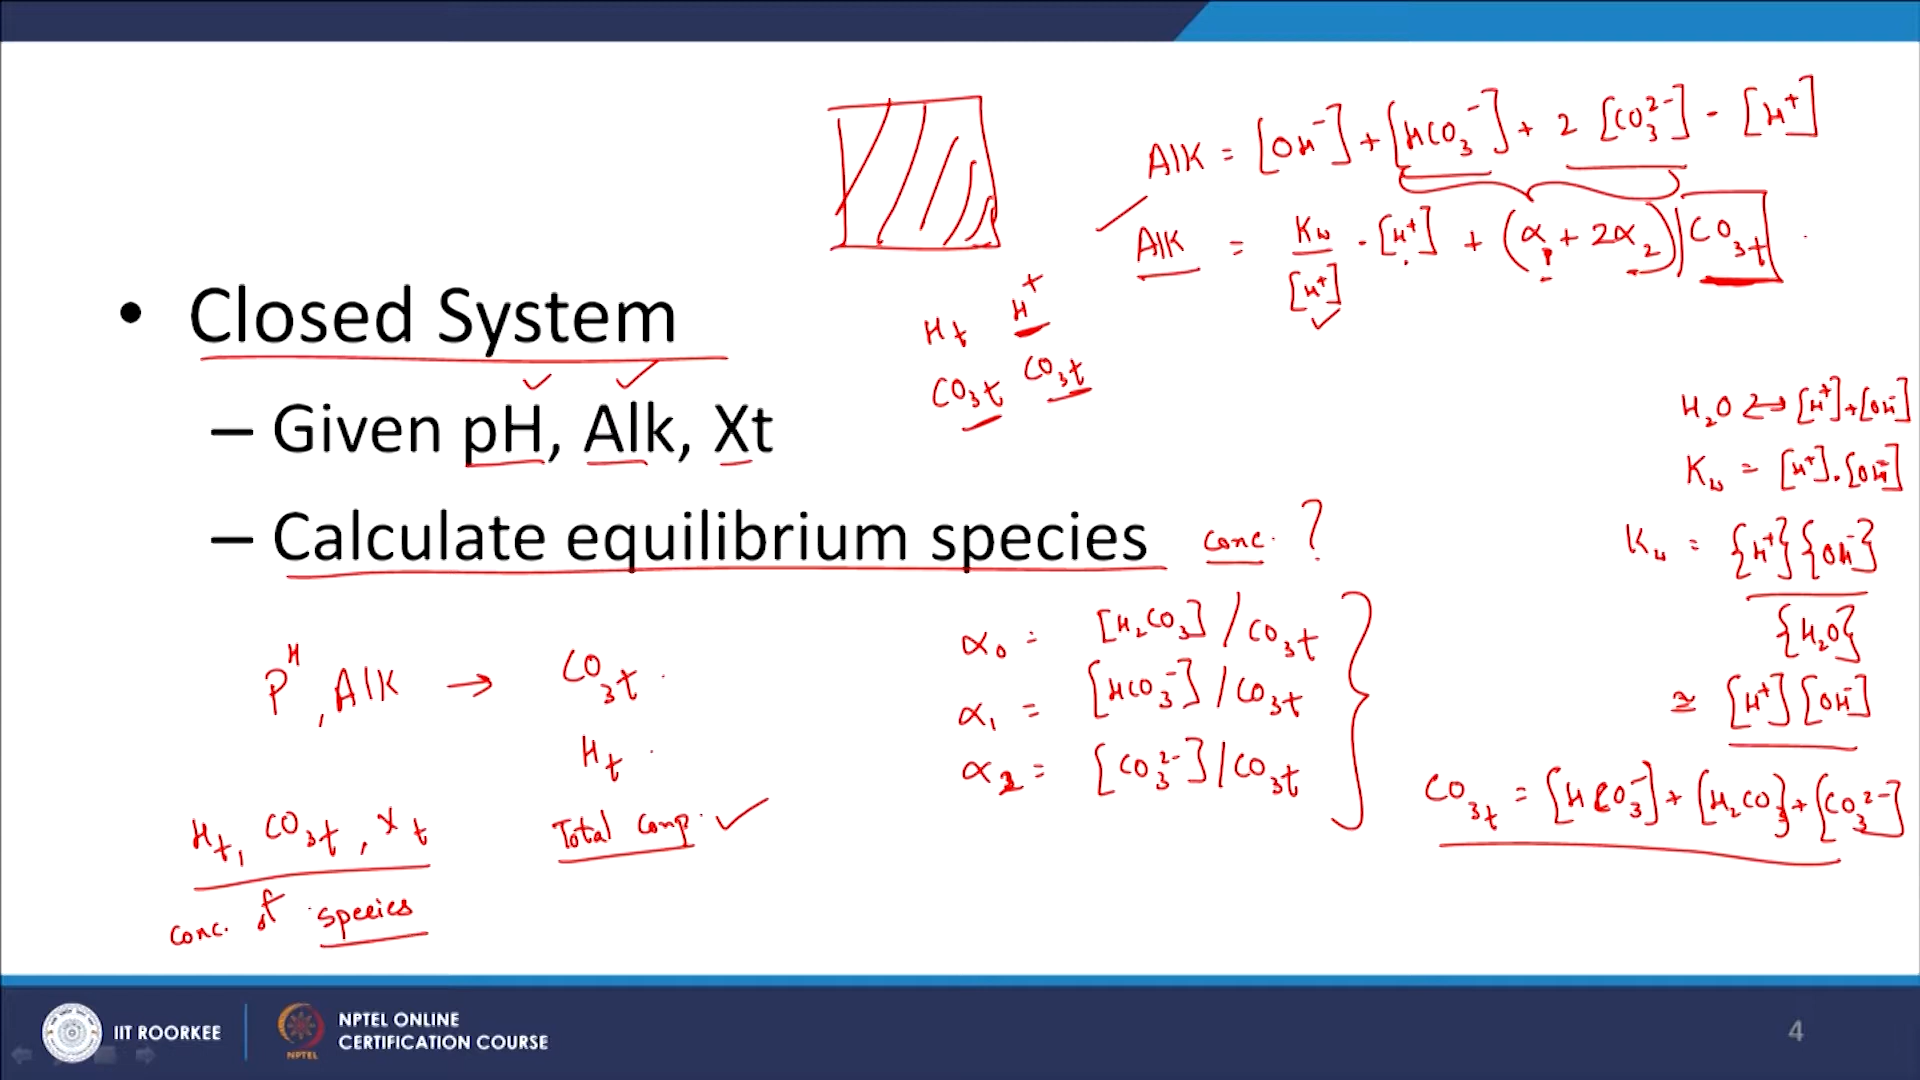 Alk = [OH⁻] + [HCO₃⁻] + 2 [CO₃²⁻] - [H⁺]
Alk = Kw / [H⁺] - [H⁺] + (α₁ + 2α₂) CO₃t
Ht H⁺
CO₃t CO₃t
• Closed System
– Given pH, Alk, Xt
– Calculate equilibrium species conc. ?
H₂O ⇄ [H⁺] + [OH⁻]
Kw = [H⁺].[OH⁻]
Kw = {H⁺}{OH⁻} / {H₂O}
≅ [H⁺][OH⁻]
pH, Alk → CO₃t
Ht
Total comp.
Ht, CO₃t, Xt
conc. of species
α₀ = [H₂CO₃] / CO₃t
α₁ = [HCO₃⁻] / CO₃t
α₂ = [CO₃²⁻] / CO₃t
CO₃t = [HCO₃⁻] + [H₂CO₃] + [CO₃²⁻]
IIT ROORKEE
NPTEL
NPTEL ONLINE
CERTIFICATION COURSE
4